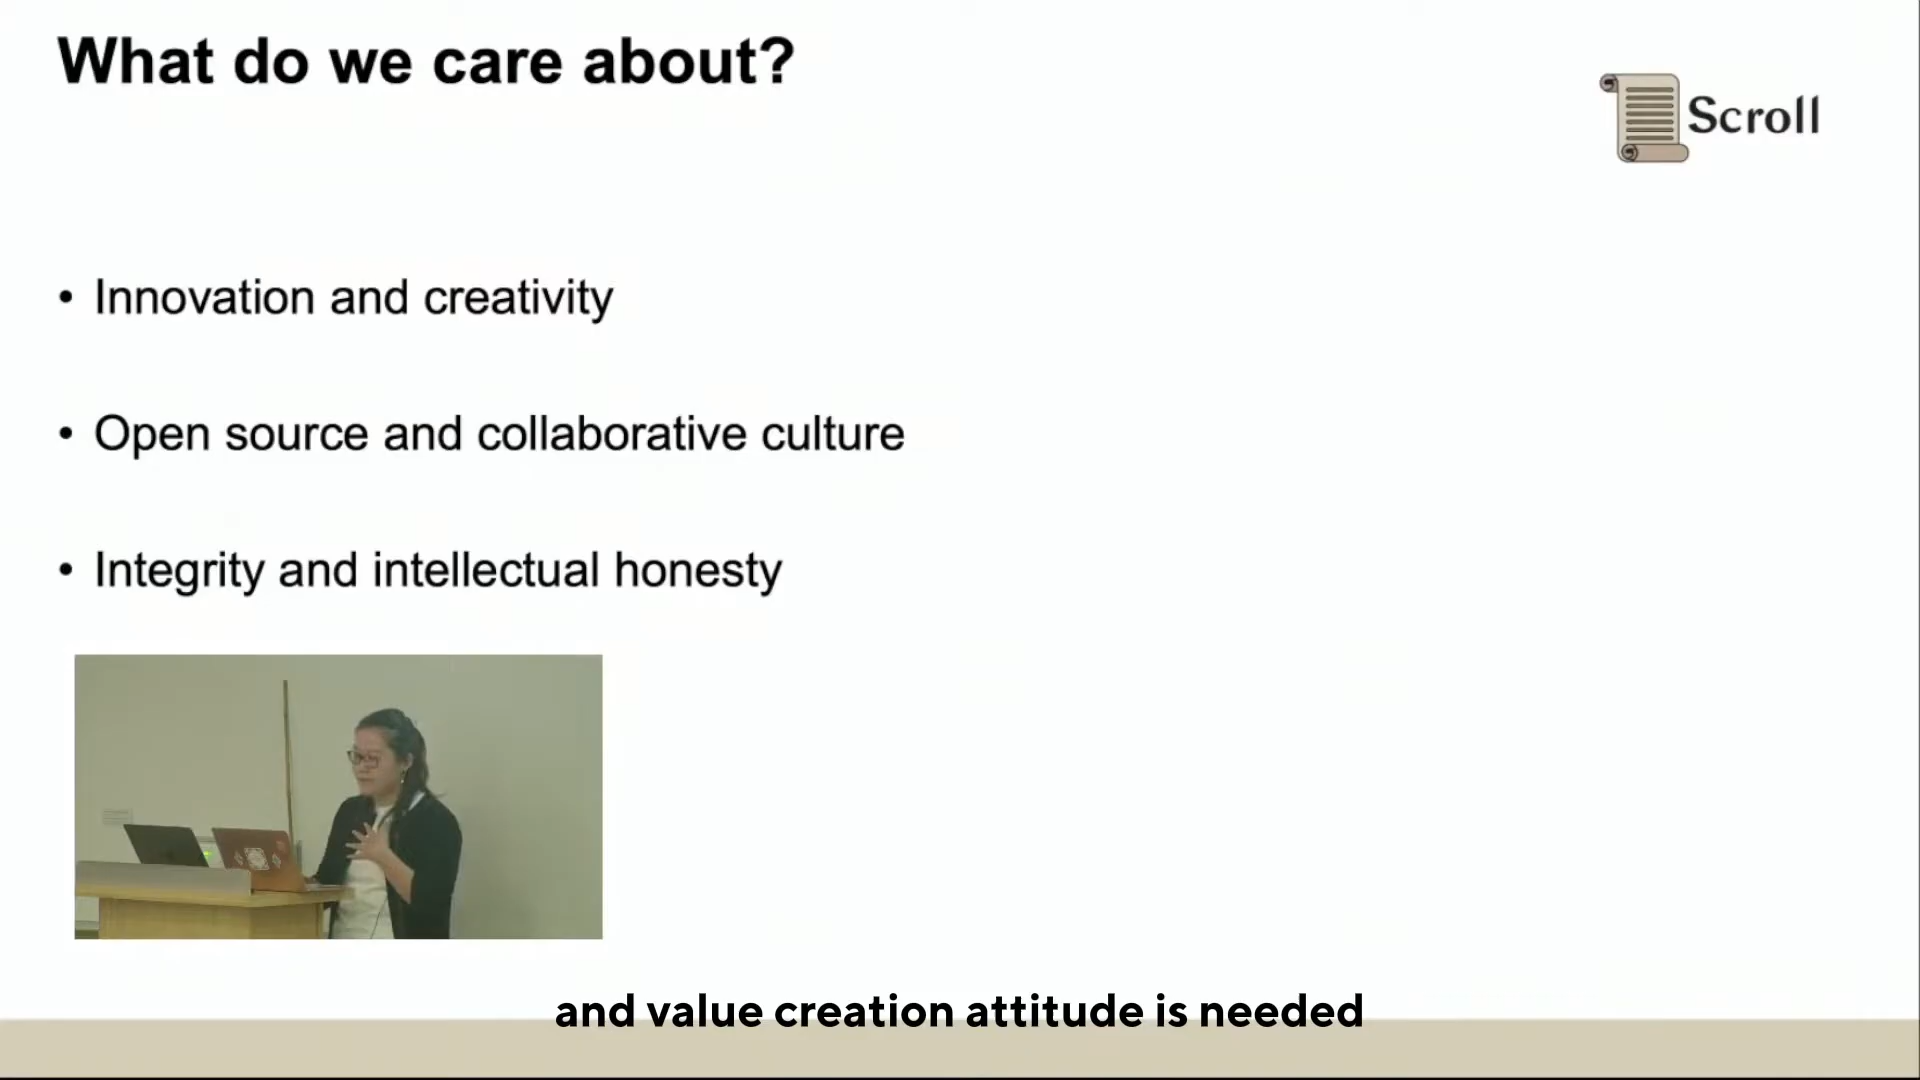 What do we care about?
Scroll
• Innovation and creativity
• Open source and collaborative culture
• Integrity and intellectual honesty
and value creation attitude is needed